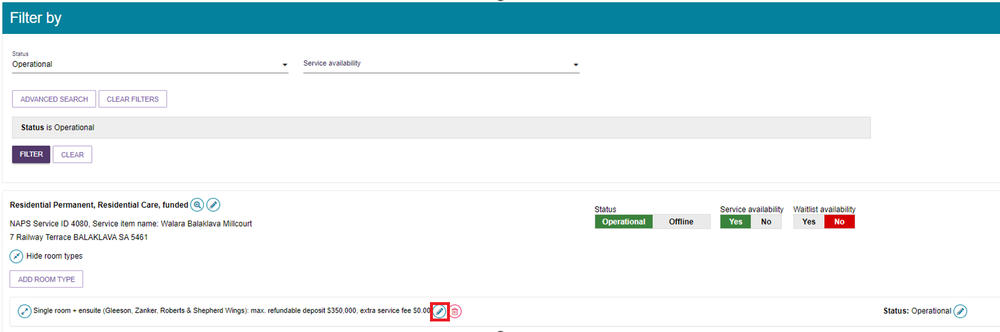 Filter by
Status
Operational
Service availability
ADVANCED SEARCH CLEAR FILTERS
Status is Operational
FILTER CLEAR
Residential Permanent, Residential Care, funded
NAPS Service ID 4080, Service item name: Walara Balaklava Millcourt
7 Railway Terrace BALAKLAVA SA 5461
Status Service availability Waitlist availability
Operational Offline Yes No Yes No
Hide room types
ADD ROOM TYPE
Single room + ensuite (Gleeson, Zanker, Roberts & Shepherd Wings): max. refundable deposit $350,000, extra service fee $0.00 Status: Operational